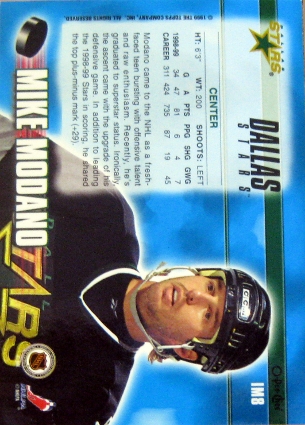 IM8
DALLAS
STARS
CENTER
HT: 6'3" WT: 200 SHOOTS: LEFT
G A PTS PPG SHG GWG
1998-99 34 47 81 6 4 7
CAREER 311 424 735 87 19 45
Modano came to the NHL as a fresh-
faced teen bursting with offensive talent
and raw enthusiasm. Recently, he's
graduated to superstar status. Ironically,
the ascent came with the upgrade of his
defensive game. In addition to leading
the 1998-99 Stars in scoring, he shared
the top plus-minus mark (+29).
MIKE MODANO
© 1999 THE TOPPS COMPANY, INC. ALL RIGHTS RESERVED.
STARS
CCM
NHL
NHLPA